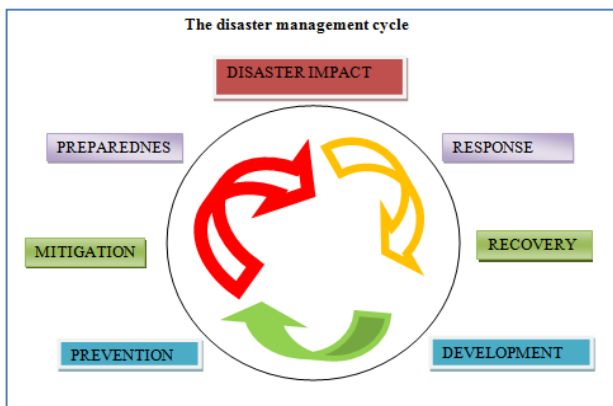 The disaster management cycle
DISASTER IMPACT
PREPAREDNES
RESPONSE
MITIGATION
RECOVERY
PREVENTION
DEVELOPMENT